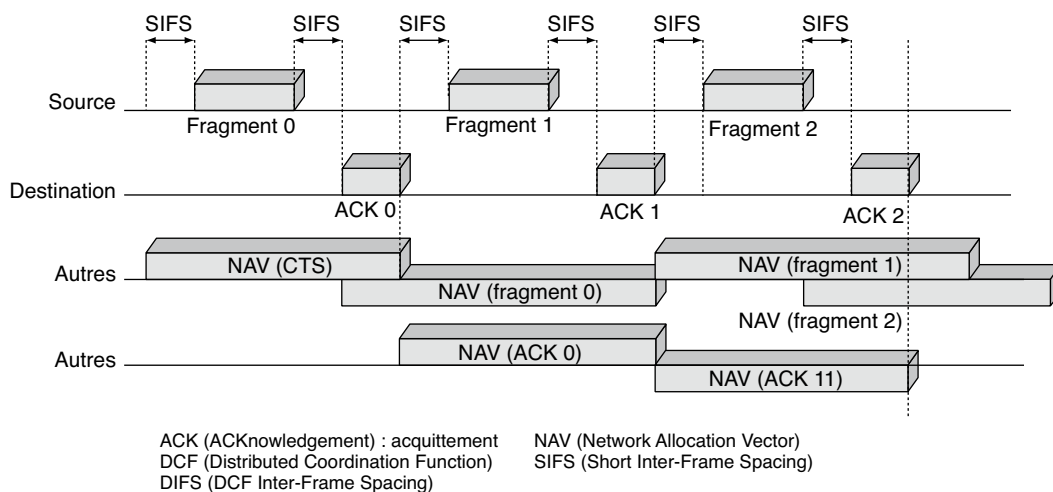 SIFS SIFS SIFS SIFS SIFS SIFS
Source
Fragment 0 Fragment 1 Fragment 2
Destination
ACK 0 ACK 1 ACK 2
Autres NAV (CTS) NAV (fragment 1)
NAV (fragment 0)
NAV (fragment 2)
Autres NAV (ACK 0)
NAV (ACK 11)
ACK (ACKnowledgement) : acquittement NAV (Network Allocation Vector)
DCF (Distributed Coordination Function) SIFS (Short Inter-Frame Spacing)
DIFS (DCF Inter-Frame Spacing)